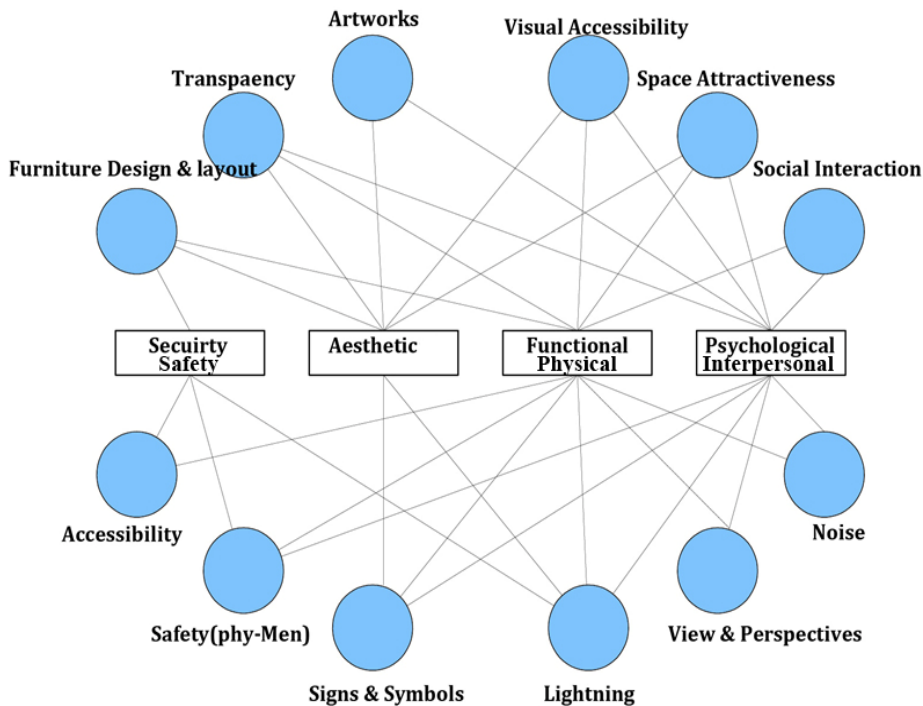 Artworks
Visual Accessibility
Transpaency
Space Attractiveness
Furniture Design & layout
Social Interaction
Secuirty
Safety
Aesthetic
Functional
Physical
Psychological
Interpersonal
Accessibility
Noise
Safety(phy-Men)
View & Perspectives
Signs & Symbols
Lightning